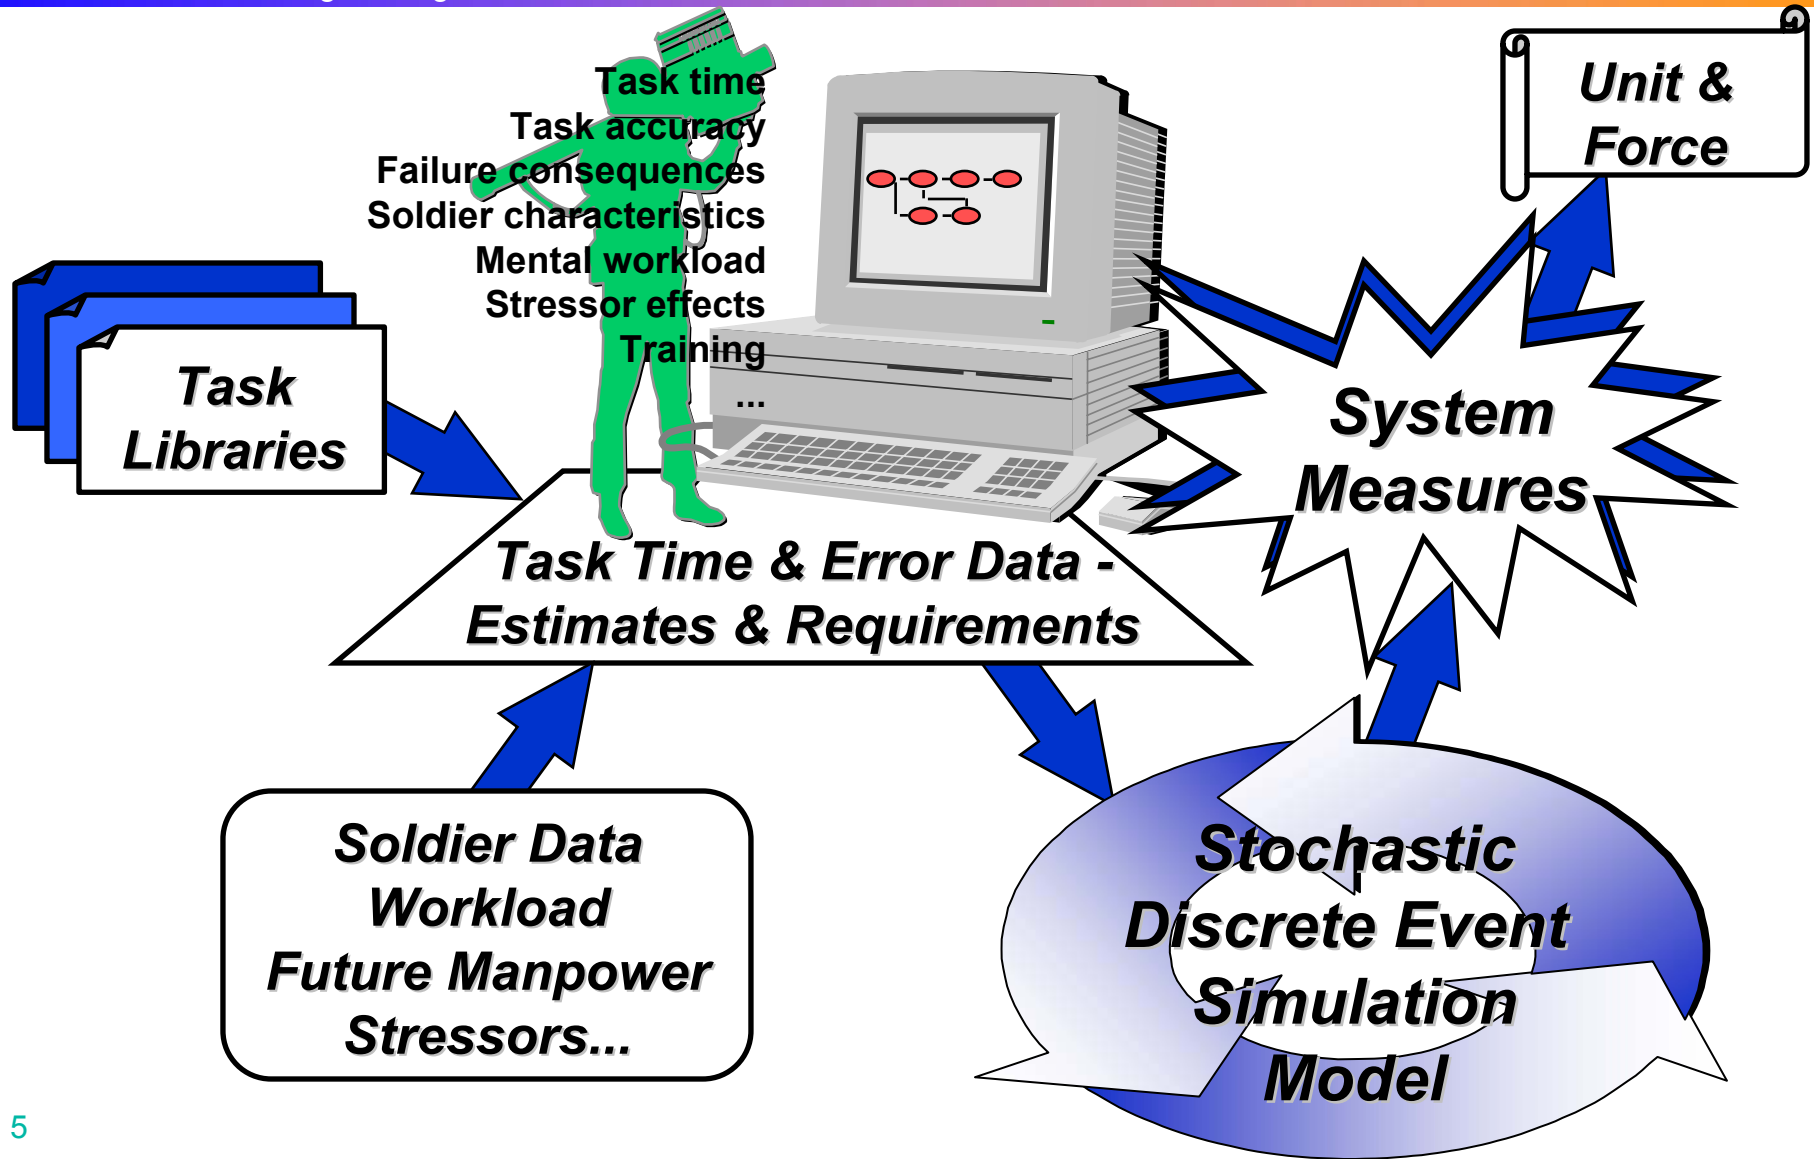 Task time
Task accuracy
Failure consequences
Soldier characteristics
Mental workload
Stressor effects
Training
...
Unit &
Force
Task
Libraries
System
Measures
Task Time & Error Data -
Estimates & Requirements
Soldier Data
Workload
Future Manpower
Stressors...
Stochastic
Discrete Event
Simulation
Model
5